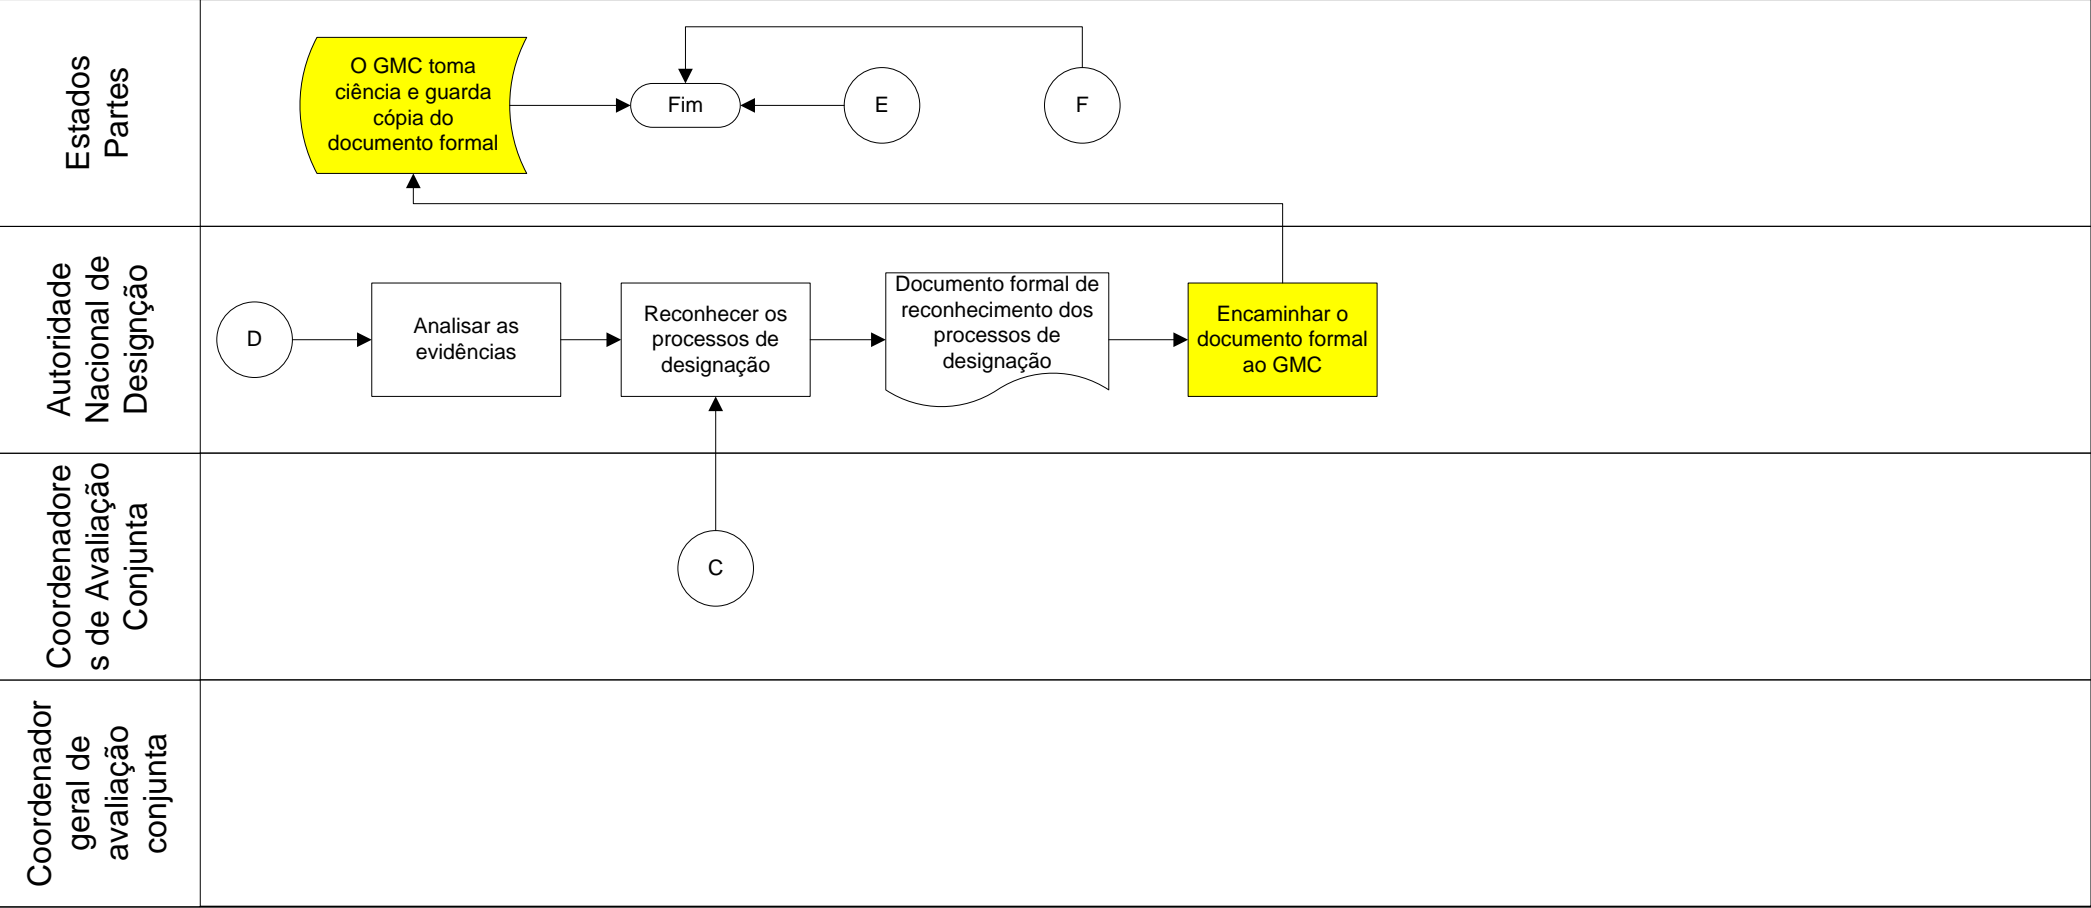 Estados
Partes
O GMC toma
ciência e guarda
cópia do
documento formal
Fim
E
F
Autoridade
Nacional de
Designção
D
Analisar as
evidências
Reconhecer os
processos de
designação
Documento formal de
reconhecimento dos
processos de
designação
Encaminhar o
documento formal
ao GMC
Coordenadore
s de Avaliação
Conjunta
C
Coordenador
geral de
avaliação
conjunta